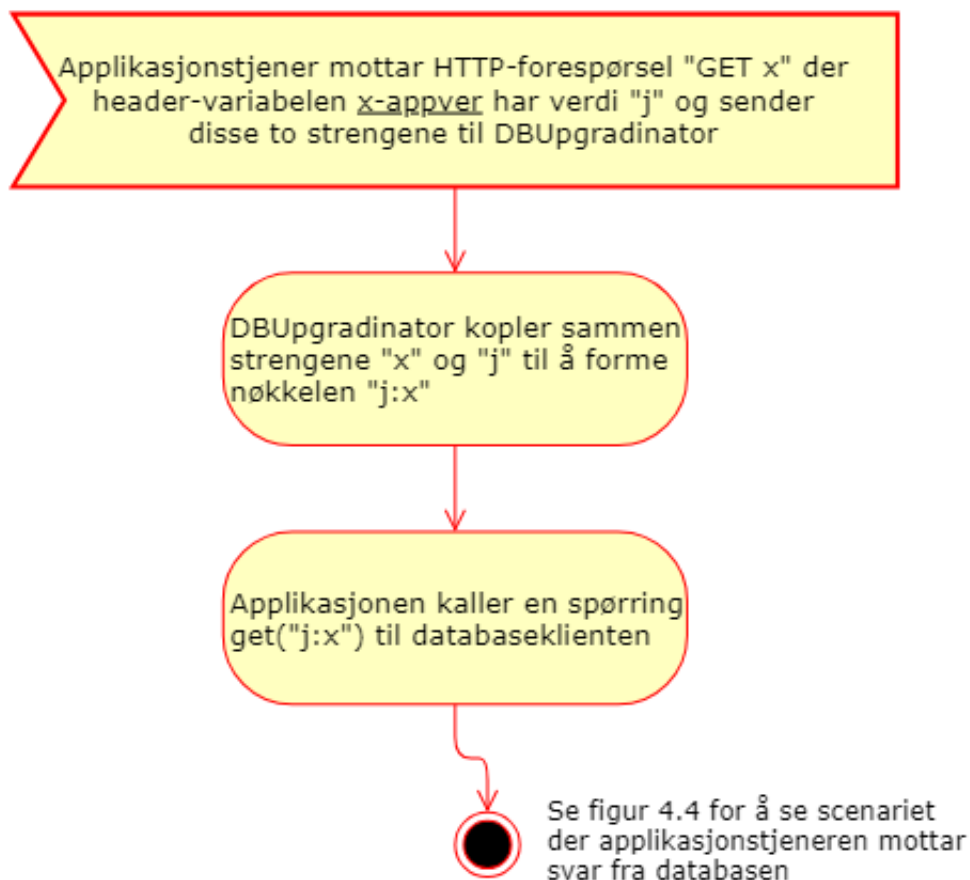 Applikasjonstjener mottar HTTP-forespørsel "GET x" der
header-variabelen x-appver har verdi "j" og sender
disse to strengene til DBUpgradinator
DBUpgradinator kopler sammen
strengene "x" og "j" til å forme
nøkkelen "j:x"
Applikasjonen kaller en spørring
get("j:x") til databaseklienten
Se figur 4.4 for å se scenariet
der applikasjonstjeneren mottar
svar fra databasen